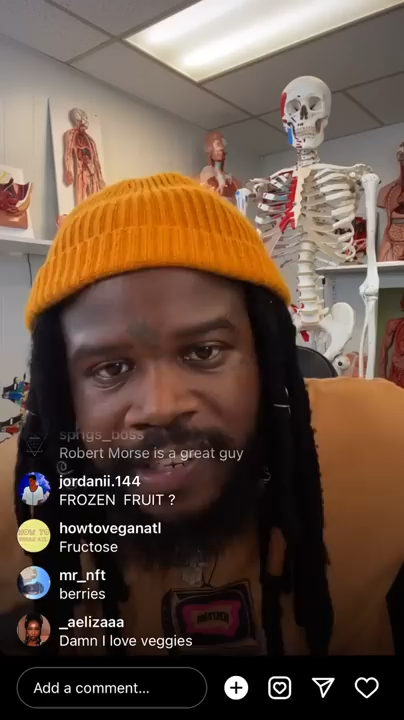 sprigs_boss
Robert Morse is a great guy
jordanii.144
FROZEN FRUIT ?
howtoveganatl
Fructose
mr_nft
berries
_aelizaaa
Damn I love veggies
Add a comment...